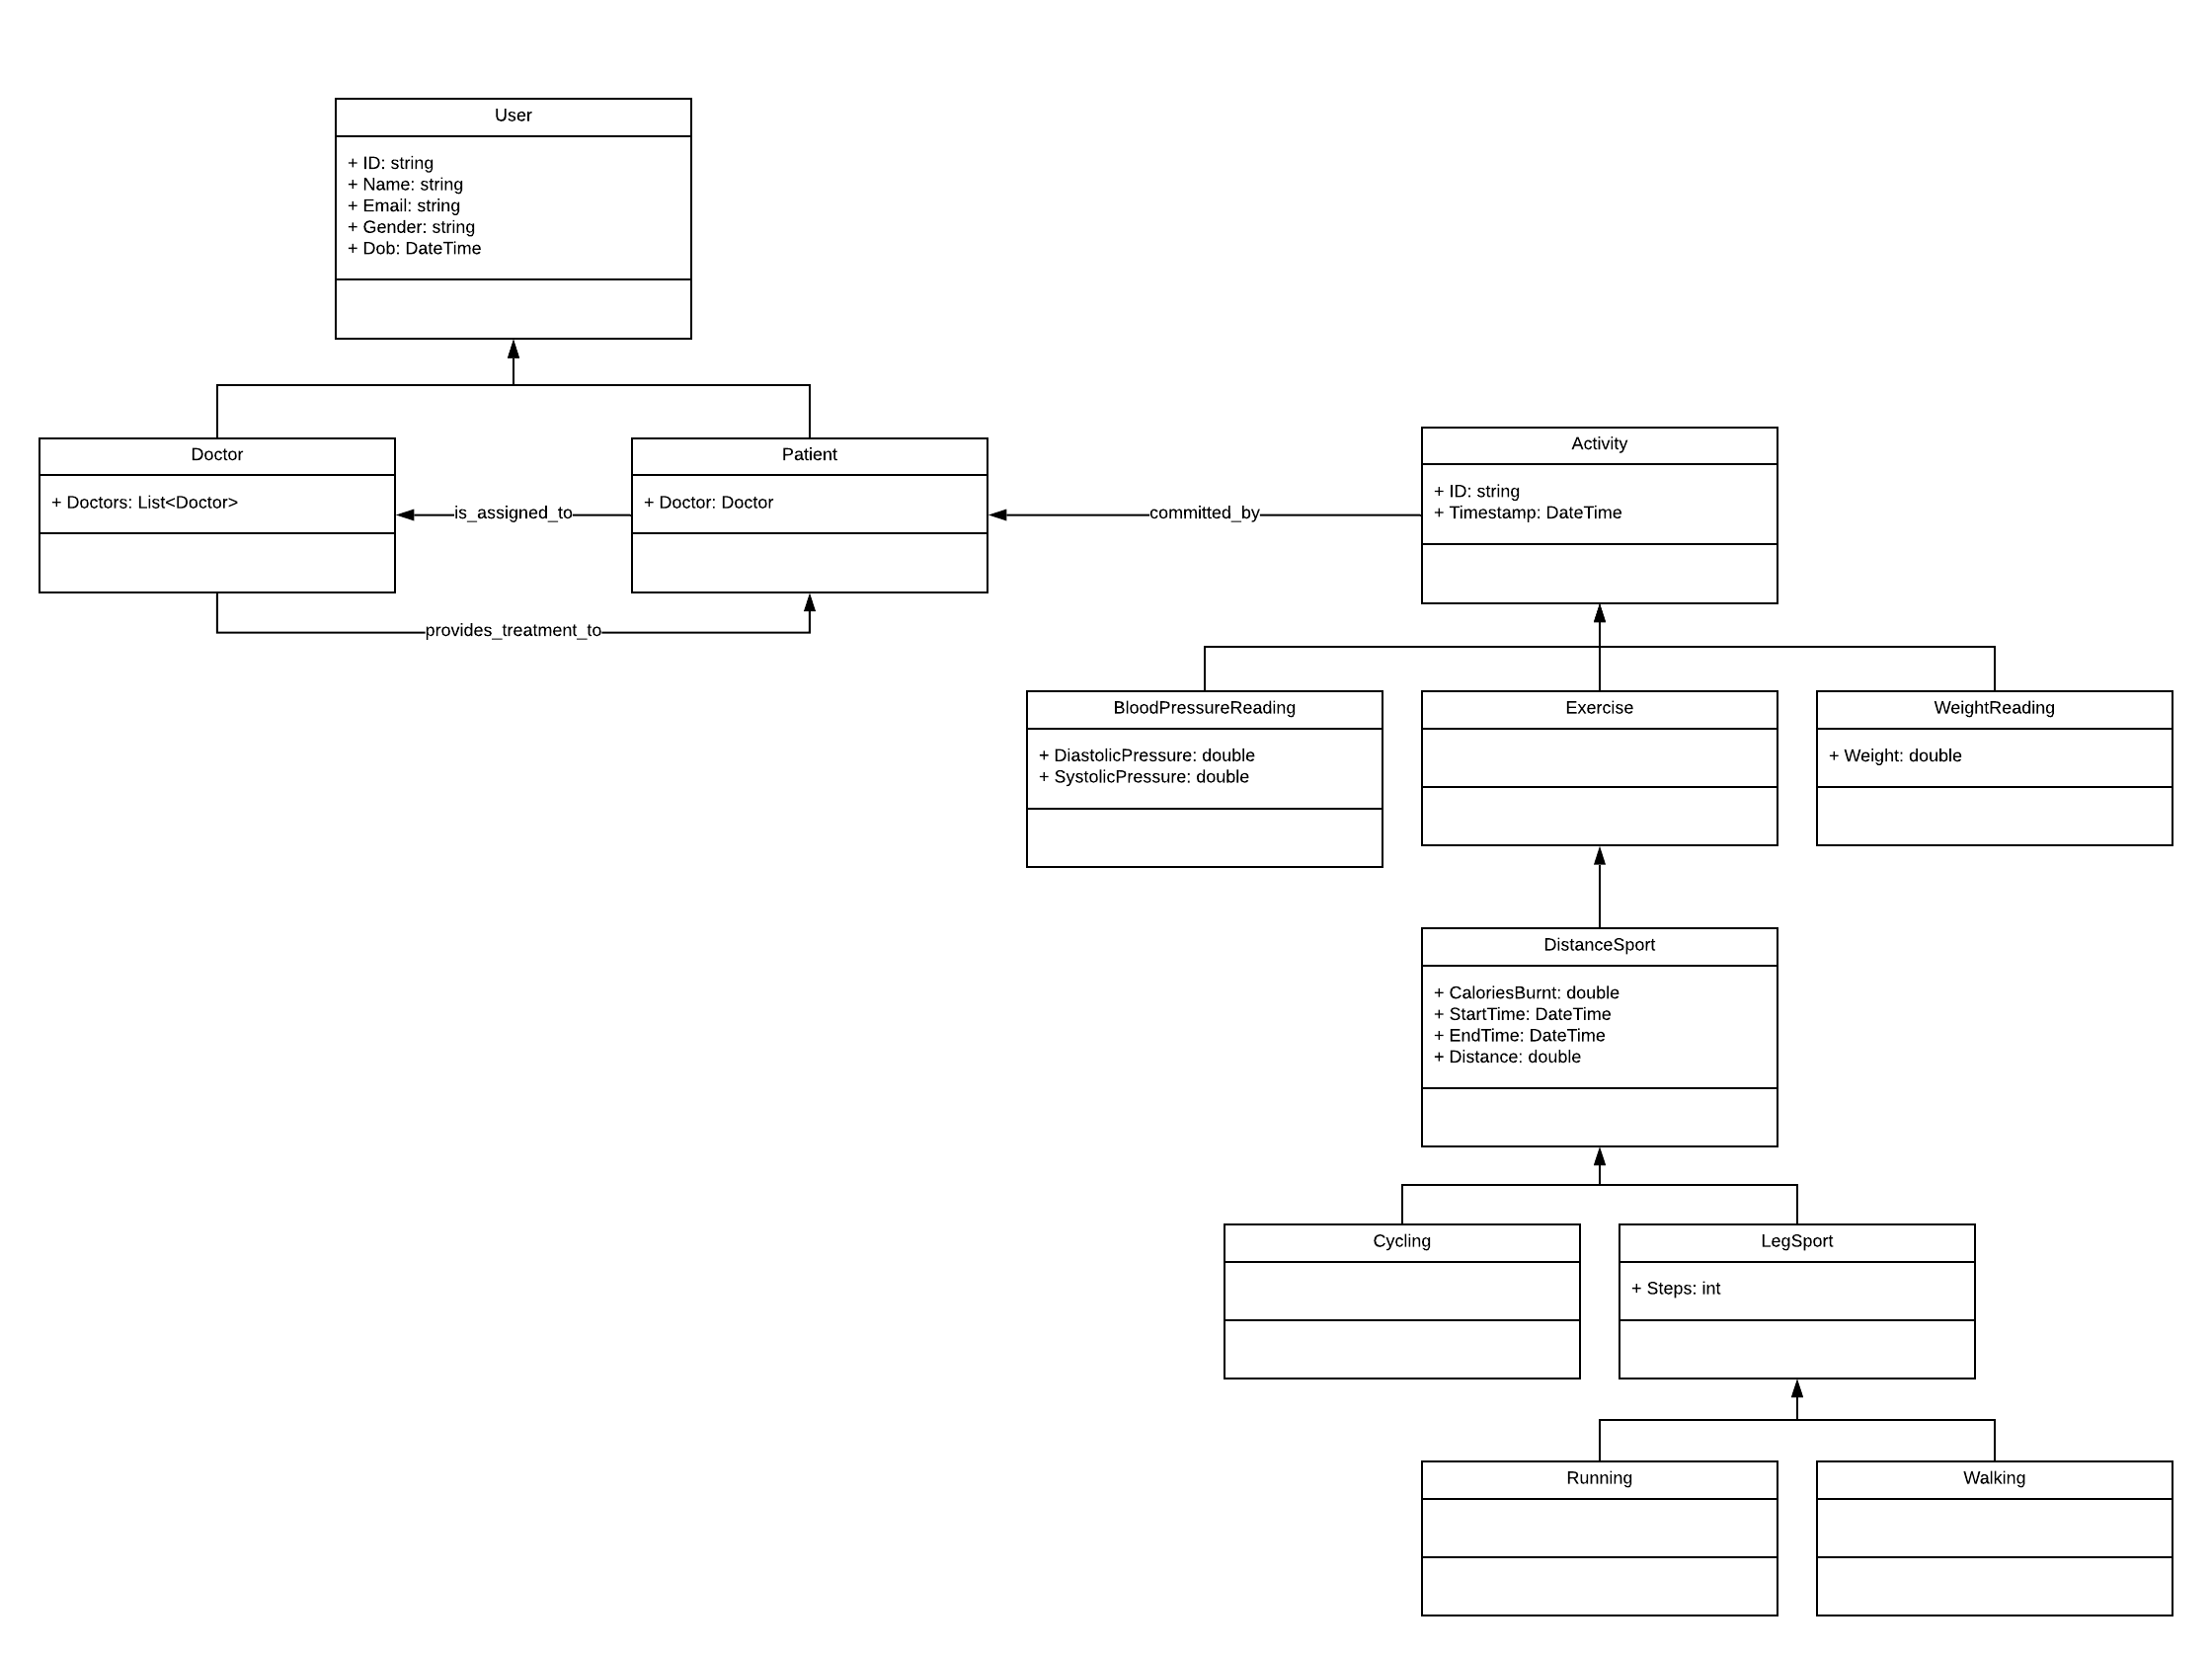 User
+ ID: string
+ Name: string
+ Email: string
+ Gender: string
+ Dob: DateTime
Doctor
+ Doctors: List<Doctor>
is_assigned_to
Patient
+ Doctor: Doctor
provides_treatment_to
committed_by
Activity
+ ID: string
+ Timestamp: DateTime
BloodPressureReading
+ DiastolicPressure: double
+ SystolicPressure: double
Exercise
WeightReading
+ Weight: double
DistanceSport
+ CaloriesBurnt: double
+ StartTime: DateTime
+ EndTime: DateTime
+ Distance: double
Cycling
LegSport
+ Steps: int
Running
Walking